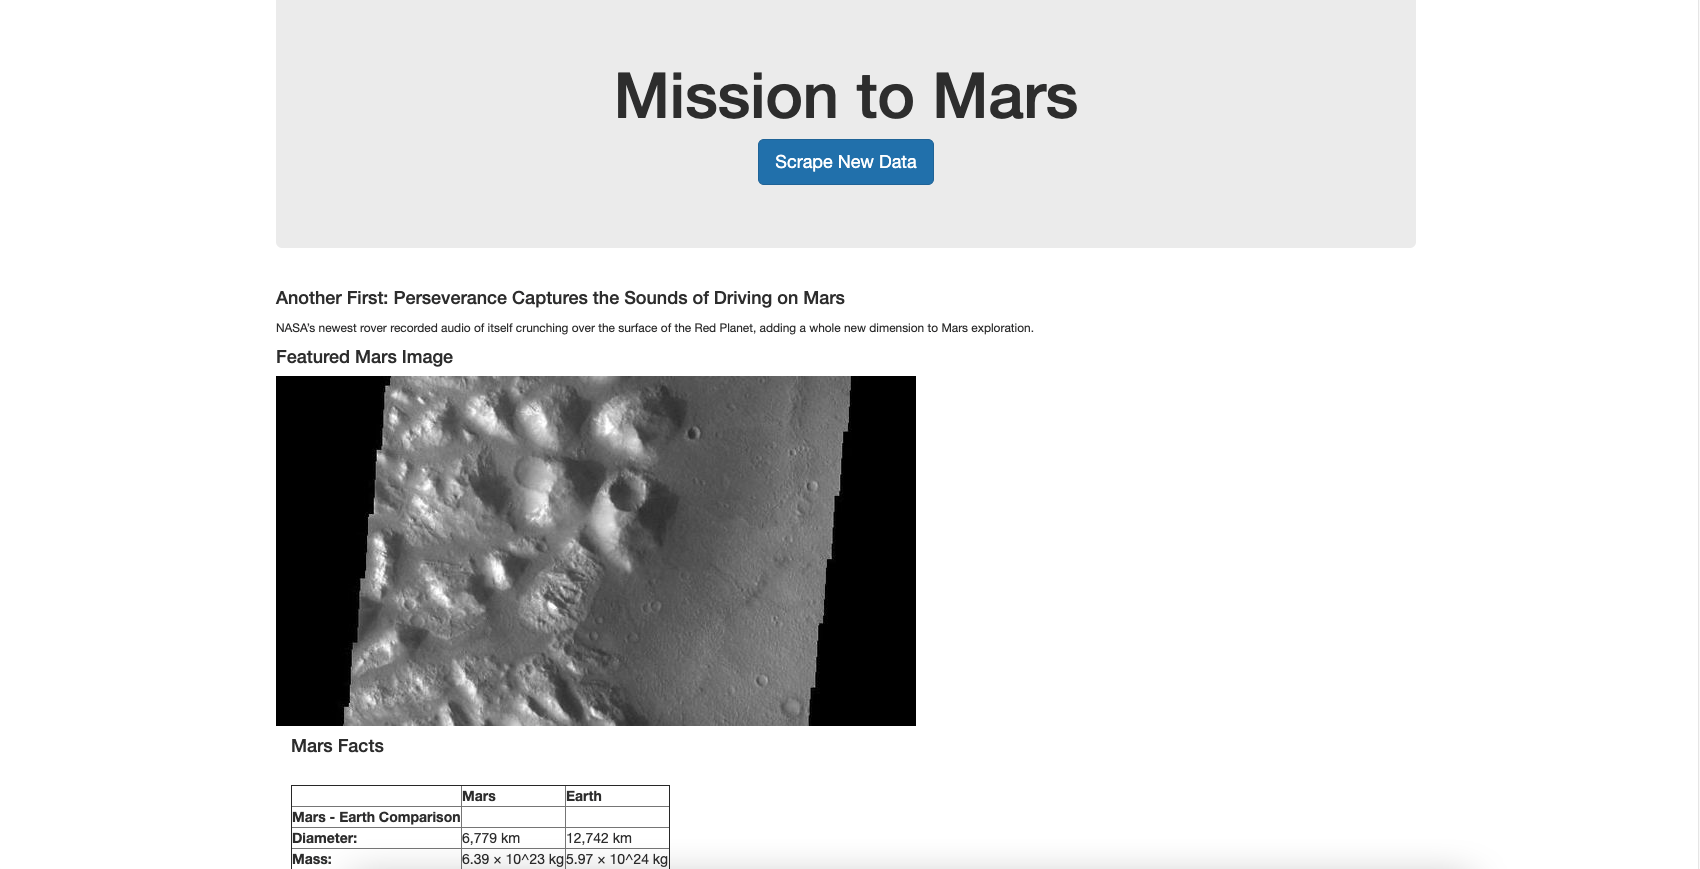 Mission to Mars
Scrape New Data
Another First: Perseverance Captures the Sounds of Driving on Mars
NASA's newest rover recorded audio of itself crunching over the surface of the Red Planet, adding a whole new dimension to Mars exploration.
Featured Mars Image
Mars Facts
Mars Earth
Mars - Earth Comparison
Diameter: 6,779 km 12,742 km
Mass: 6.39 × 10^23 kg 5.97 × 10^24 kg